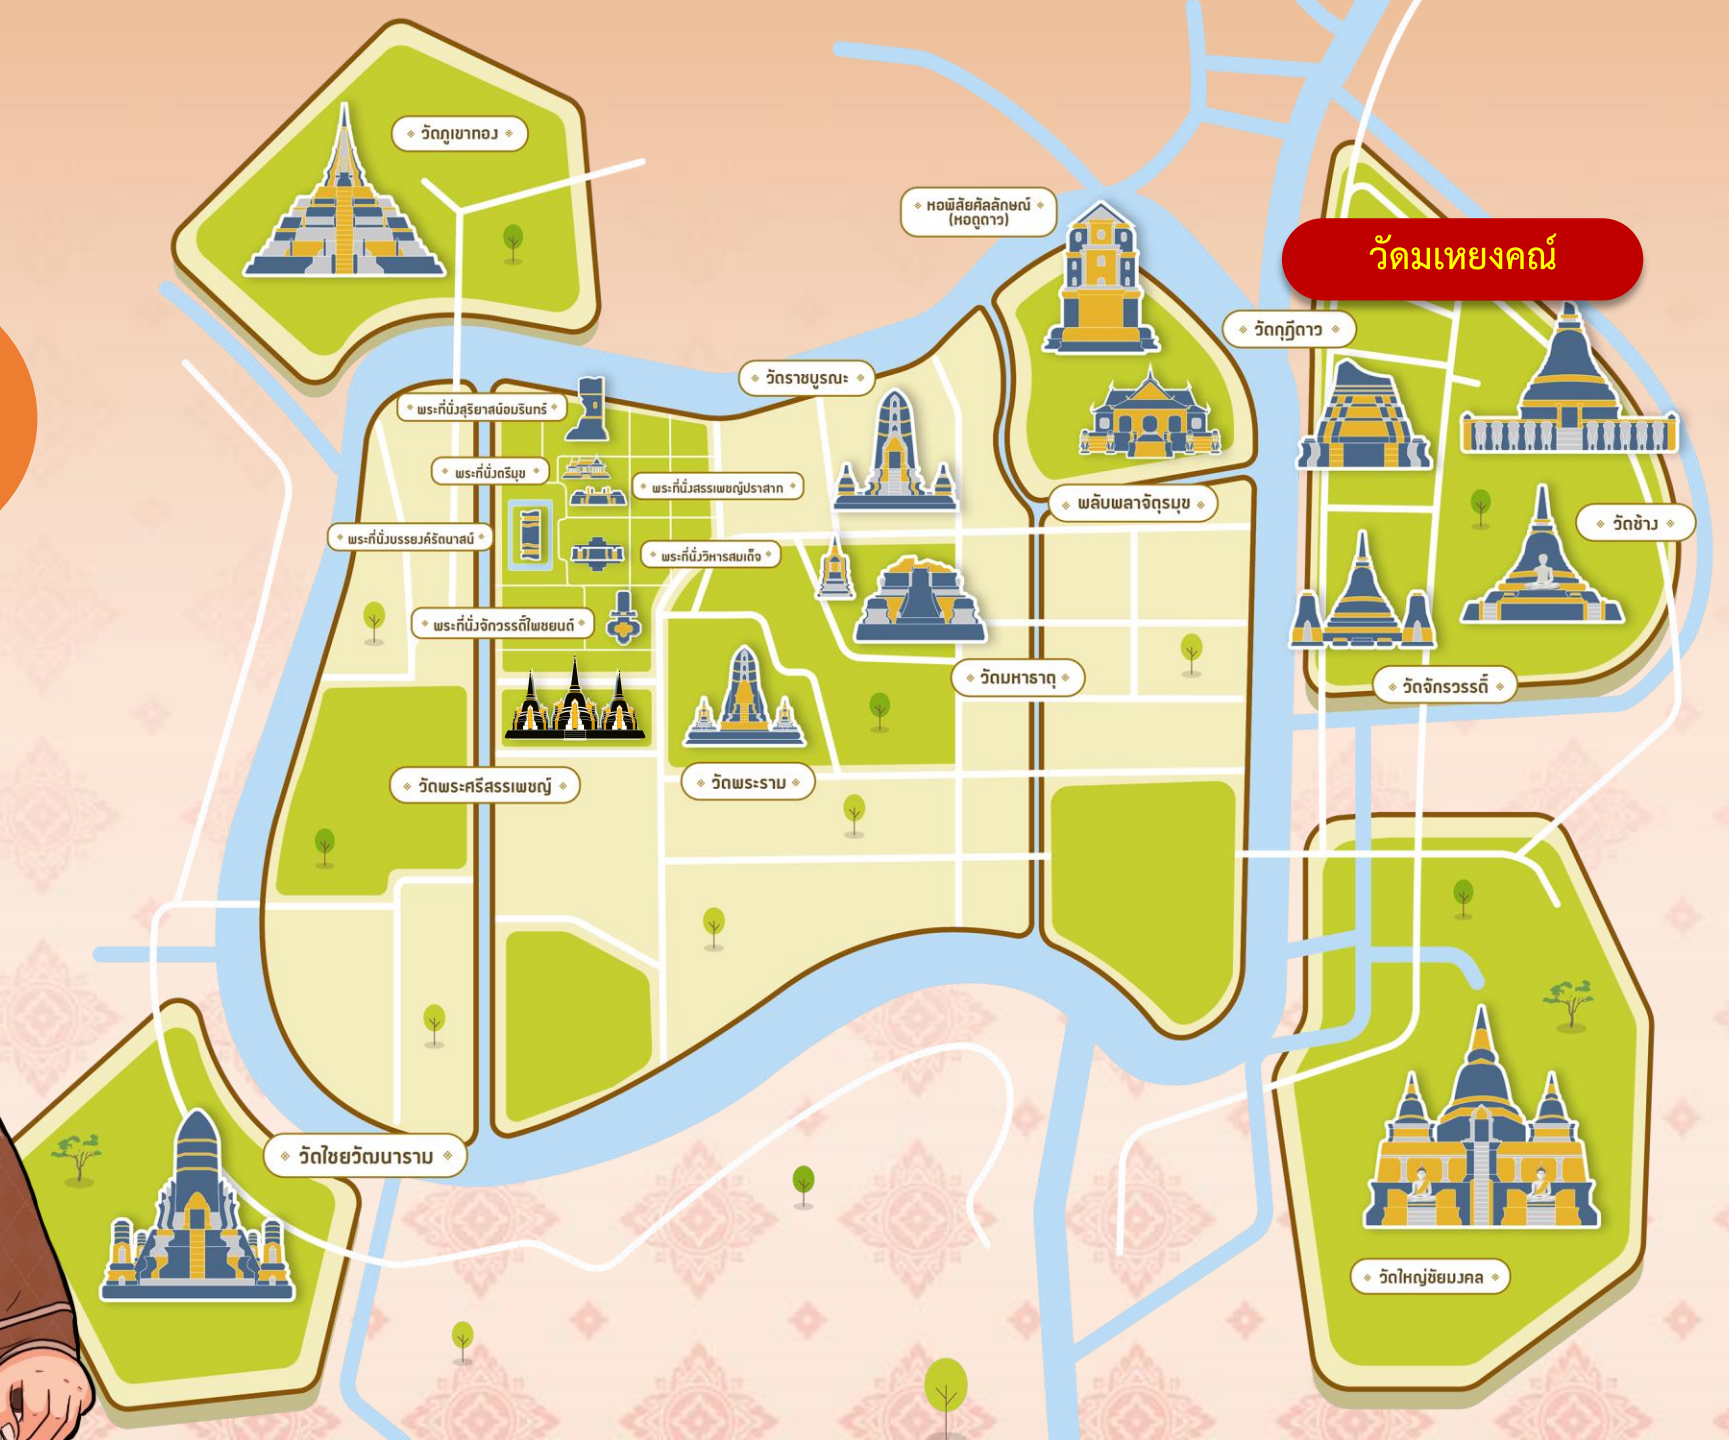 วัดภูเขาทอง
หอพิสัยศัลลักษณ์
(หอดูดาว)
วัดมเหยงคณ์
วัดกุฎีดาว
วัดราชบูรณะ
พระที่นั่งสุริยาสน์อมรินทร์
พระที่นั่งตรีมุข
พระที่นั่งสรรเพชญ์ปราสาท
พลับพลาจัตุรมุข
วัดช้าง
พระที่นั่งบรรยงค์รัตนาสน์
พระที่นั่งวิหารสมเด็จ
พระที่นั่งจักวรรดิ์ไพชยนต์
วัดมหาธาตุ
วัดจักรวรรดิ์
วัดพระศรีสรรเพชญ์
วัดพระราม
วัดไชยวัฒนาราม
วัดใหญ่ชัยมงคล